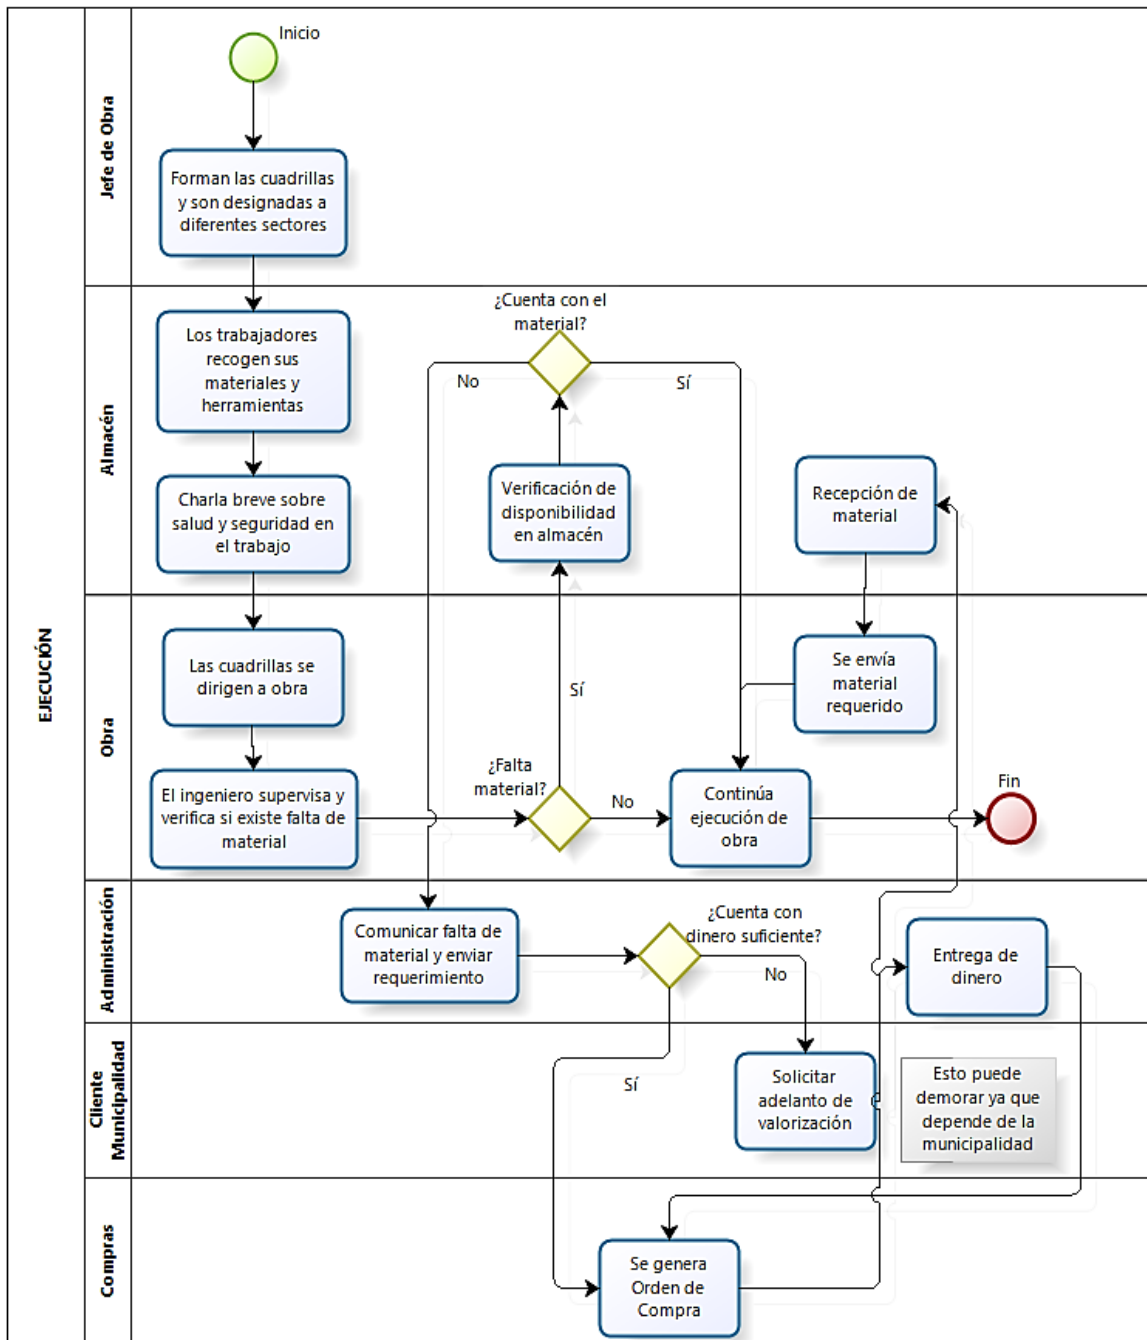 EJECUCIÓN
Jefe de Obra
Inicio
Forman las cuadrillas
y son designadas a
diferentes sectores
Almacén
Los trabajadores
recogen sus
materiales y
herramientas
Charla breve sobre
salud y seguridad en
el trabajo
¿Cuenta con el
material?
No
Sí
Verificación de
disponibilidad
en almacén
Recepción de
material
Obra
Las cuadrillas se
dirigen a obra
El ingeniero supervisa y
verifica si existe falta de
material
¿Falta
material?
Sí
No
Continúa
ejecución de
obra
Se envía
material
requerido
Fin
Administración
Comunicar falta de
material y enviar
requerimiento
¿Cuenta con
dinero suficiente?
No
Sí
Entrega de
dinero
Cliente
Municipalidad
Solicitar
adelanto de
valorización
Esto puede
demorar ya que
depende de la
municipalidad
Compras
Se genera
Orden de
Compra